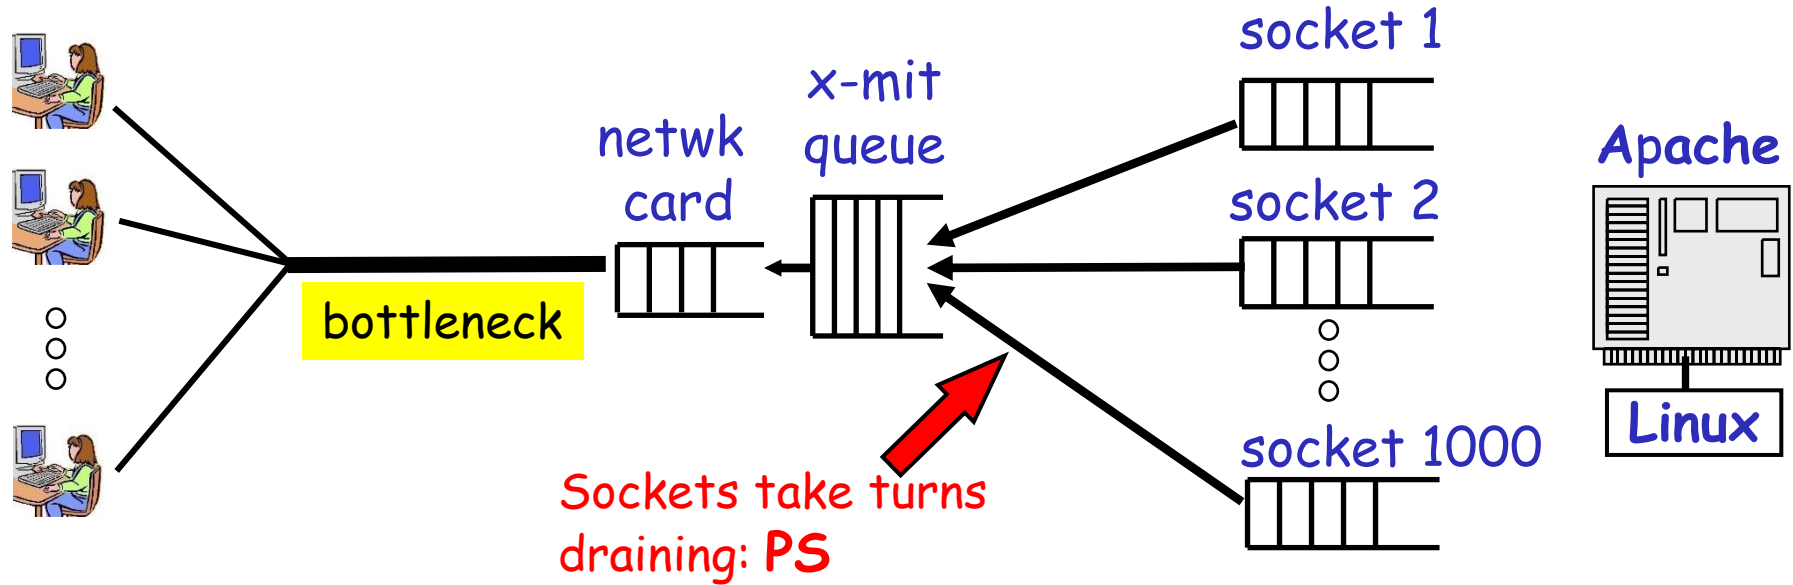 socket 1
x-mit
queue
netwk
card
Apache
socket 2
bottleneck
Linux
socket 1000
Sockets take turns
draining: PS